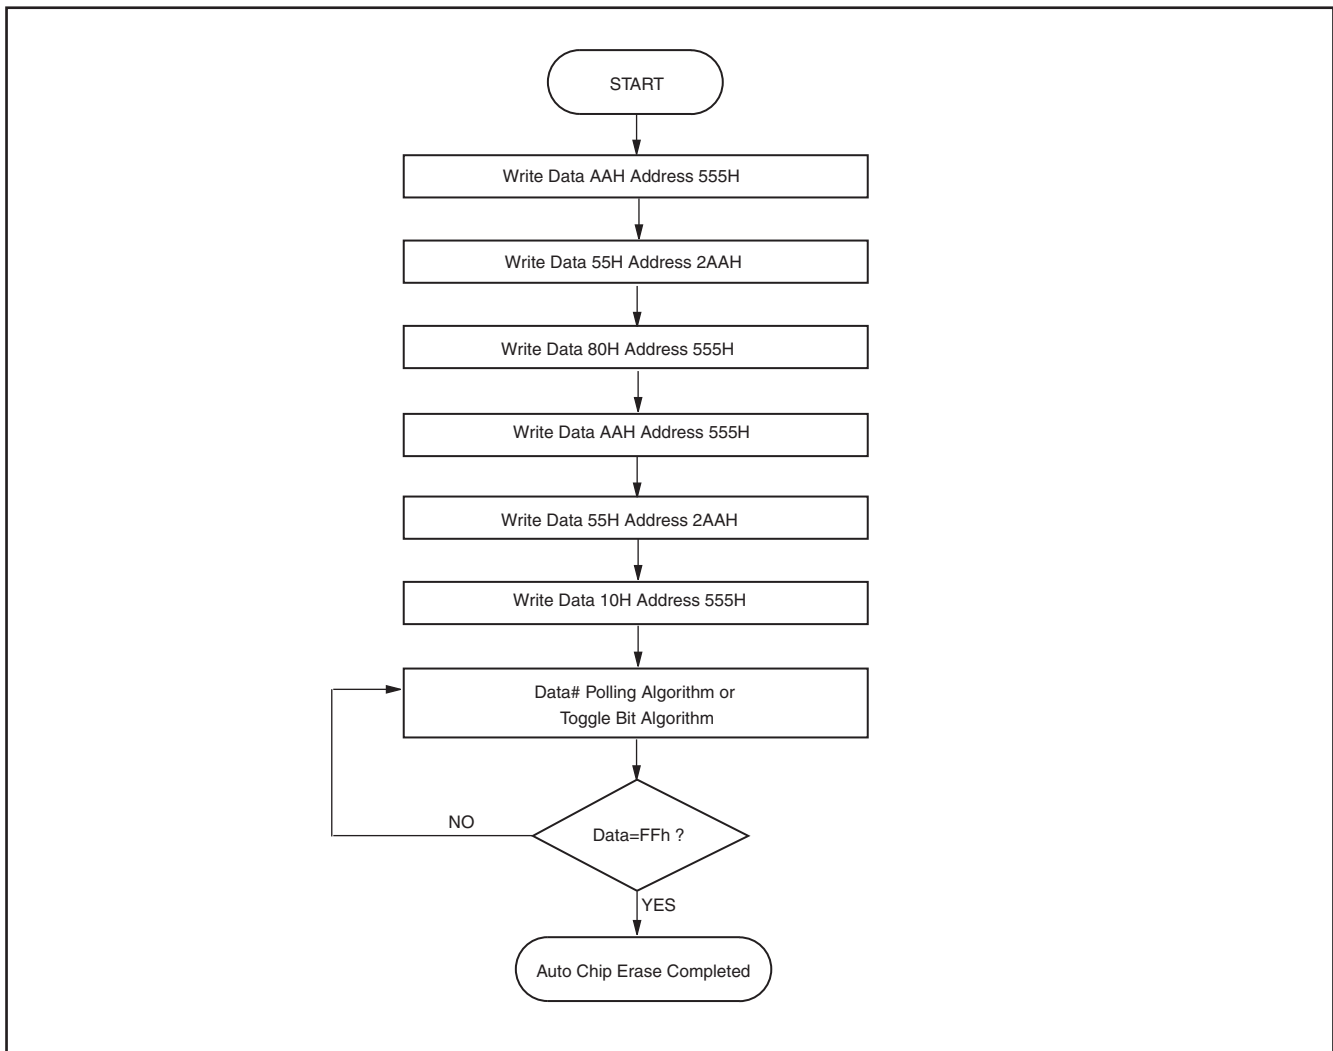 START
Write Data AAH Address 555H
Write Data 55H Address 2AAH
Write Data 80H Address 555H
Write Data AAH Address 555H
Write Data 55H Address 2AAH
Write Data 10H Address 555H
Data# Polling Algorithm or
Toggle Bit Algorithm
NO
Data=FFh ?
YES
Auto Chip Erase Completed